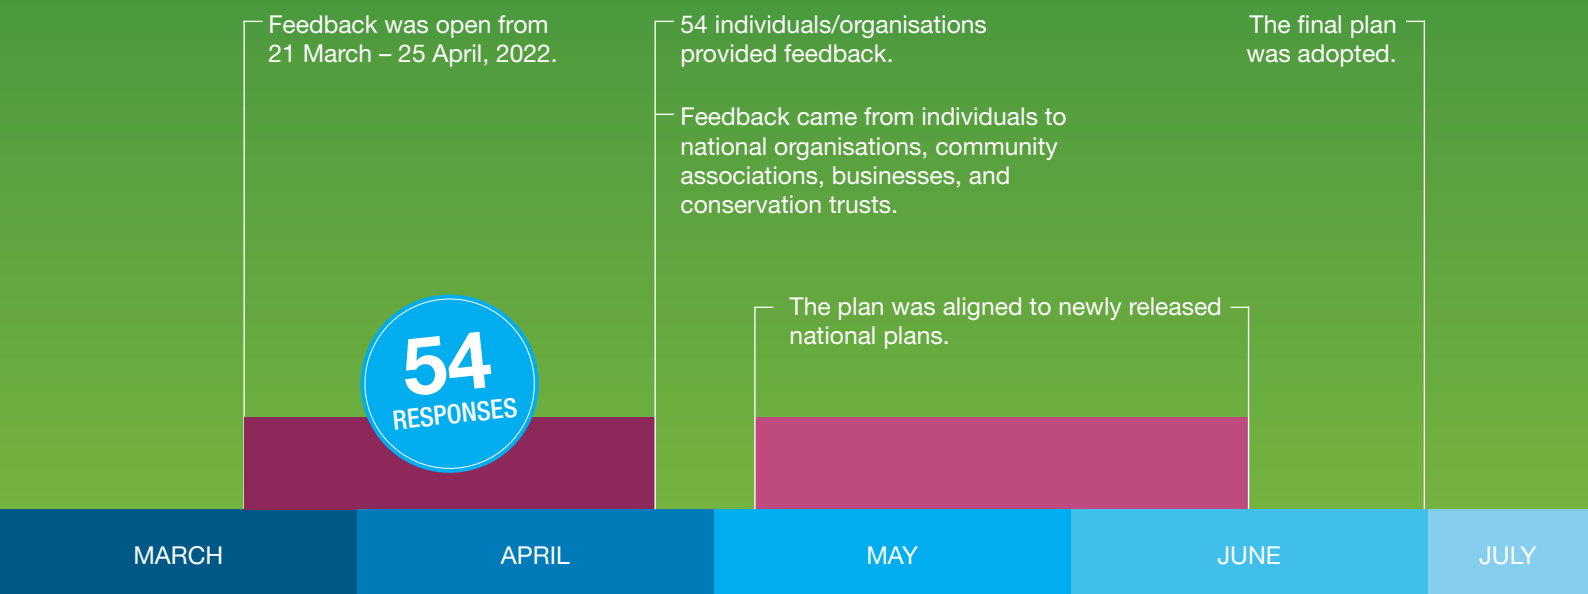 Feedback was open from
21 March – 25 April, 2022.
54 individuals/organisations
provided feedback.
Feedback came from individuals to
national organisations, community
associations, businesses, and
conservation trusts.
The final plan
was adopted.
The plan was aligned to newly released
national plans.
54
RESPONSES
MARCH
APRIL
MAY
JUNE
JULY